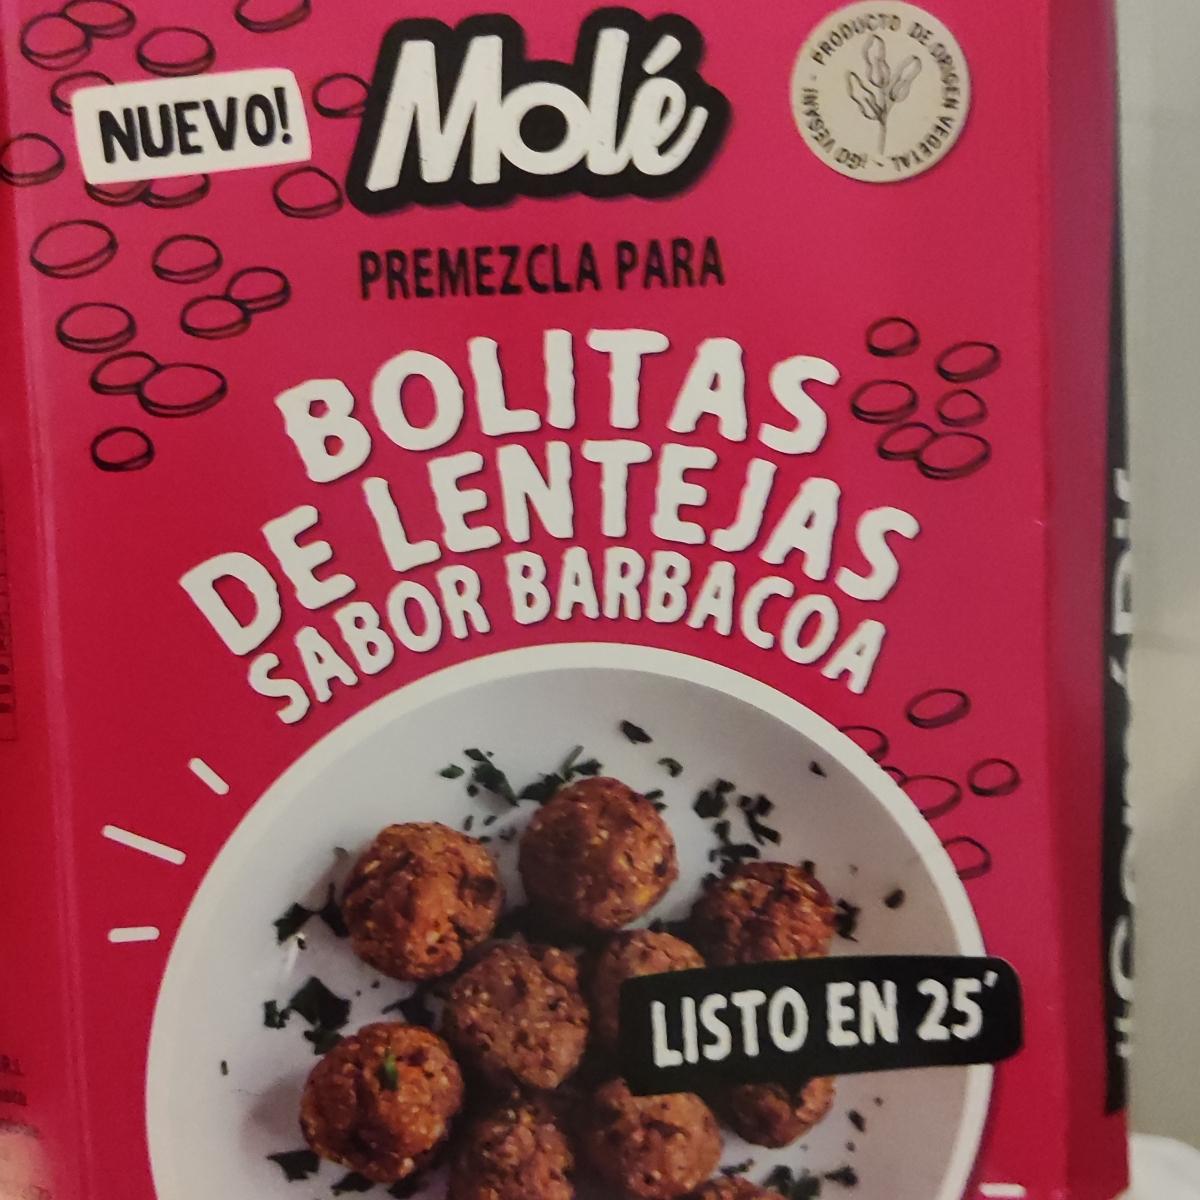 NUEVO!
Molé
PRODUCTO DE ORIGEN VEGETAL - ¡GO VEGAN! -
PREMEZCLA PARA
BOLITAS
DE LENTEJAS
SABOR BARBACOA
LISTO EN 25´